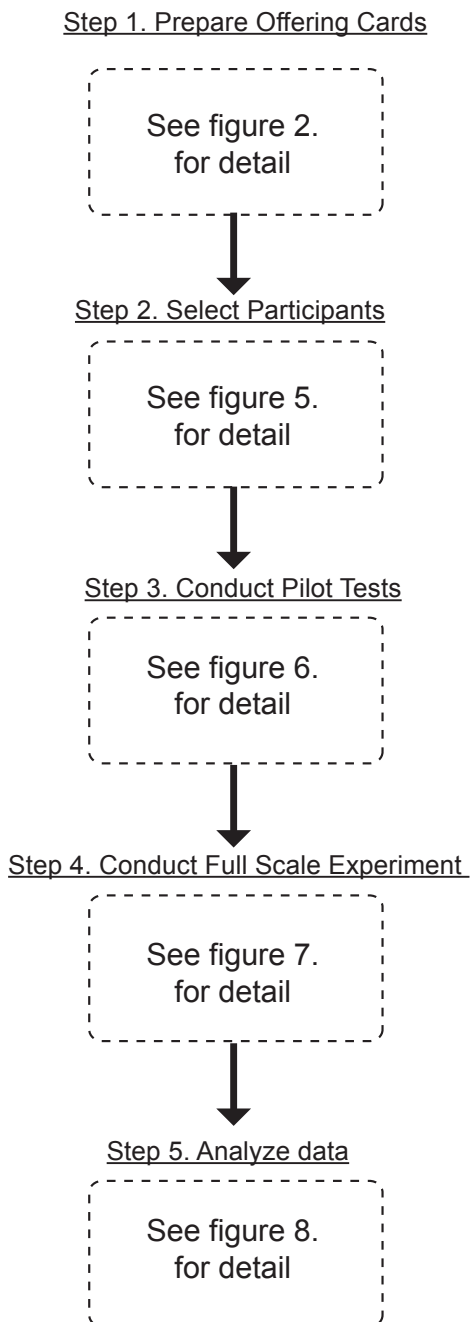 Step 1. Prepare Offering Cards
See figure 2.
for detail
Step 2. Select Participants
See figure 5.
for detail
Step 3. Conduct Pilot Tests
See figure 6.
for detail
Step 4. Conduct Full Scale Experiment
See figure 7.
for detail
Step 5. Analyze data
See figure 8.
for detail